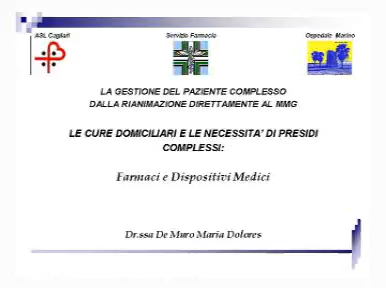 ASL Cagliari Servizio Farmacia Ospedale Marino
LA GESTIONE DEL PAZIENTE COMPLESSO
DALLA RIANIMAZIONE DIRETTAMENTE AL MMG
LE CURE DOMICILIARI E LE NECESSITA' DI PRESIDI
COMPLESSI:
Farmaci e Dispositivi Medici
Dr.ssa De Muro Maria Dolores